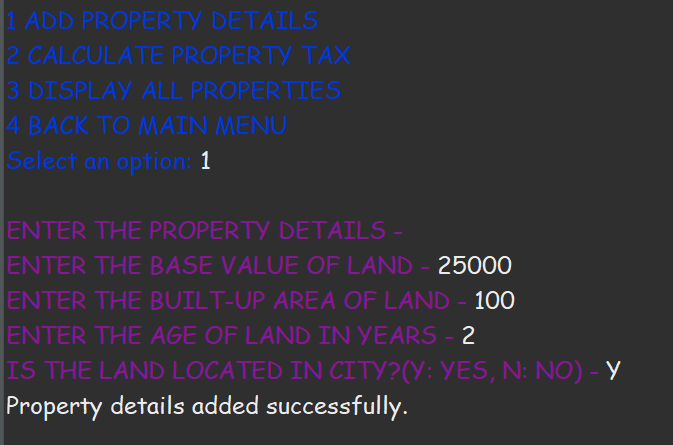 1 ADD PROPERTY DETAILS
2 CALCULATE PROPERTY TAX
3 DISPLAY ALL PROPERTIES
4 BACK TO MAIN MENU
Select an option: 1
ENTER THE PROPERTY DETAILS -
ENTER THE BASE VALUE OF LAND - 25000
ENTER THE BUILT-UP AREA OF LAND - 100
ENTER THE AGE OF LAND IN YEARS - 2
IS THE LAND LOCATED IN CITY?(Y: YES, N: NO) - Y
Property details added successfully.